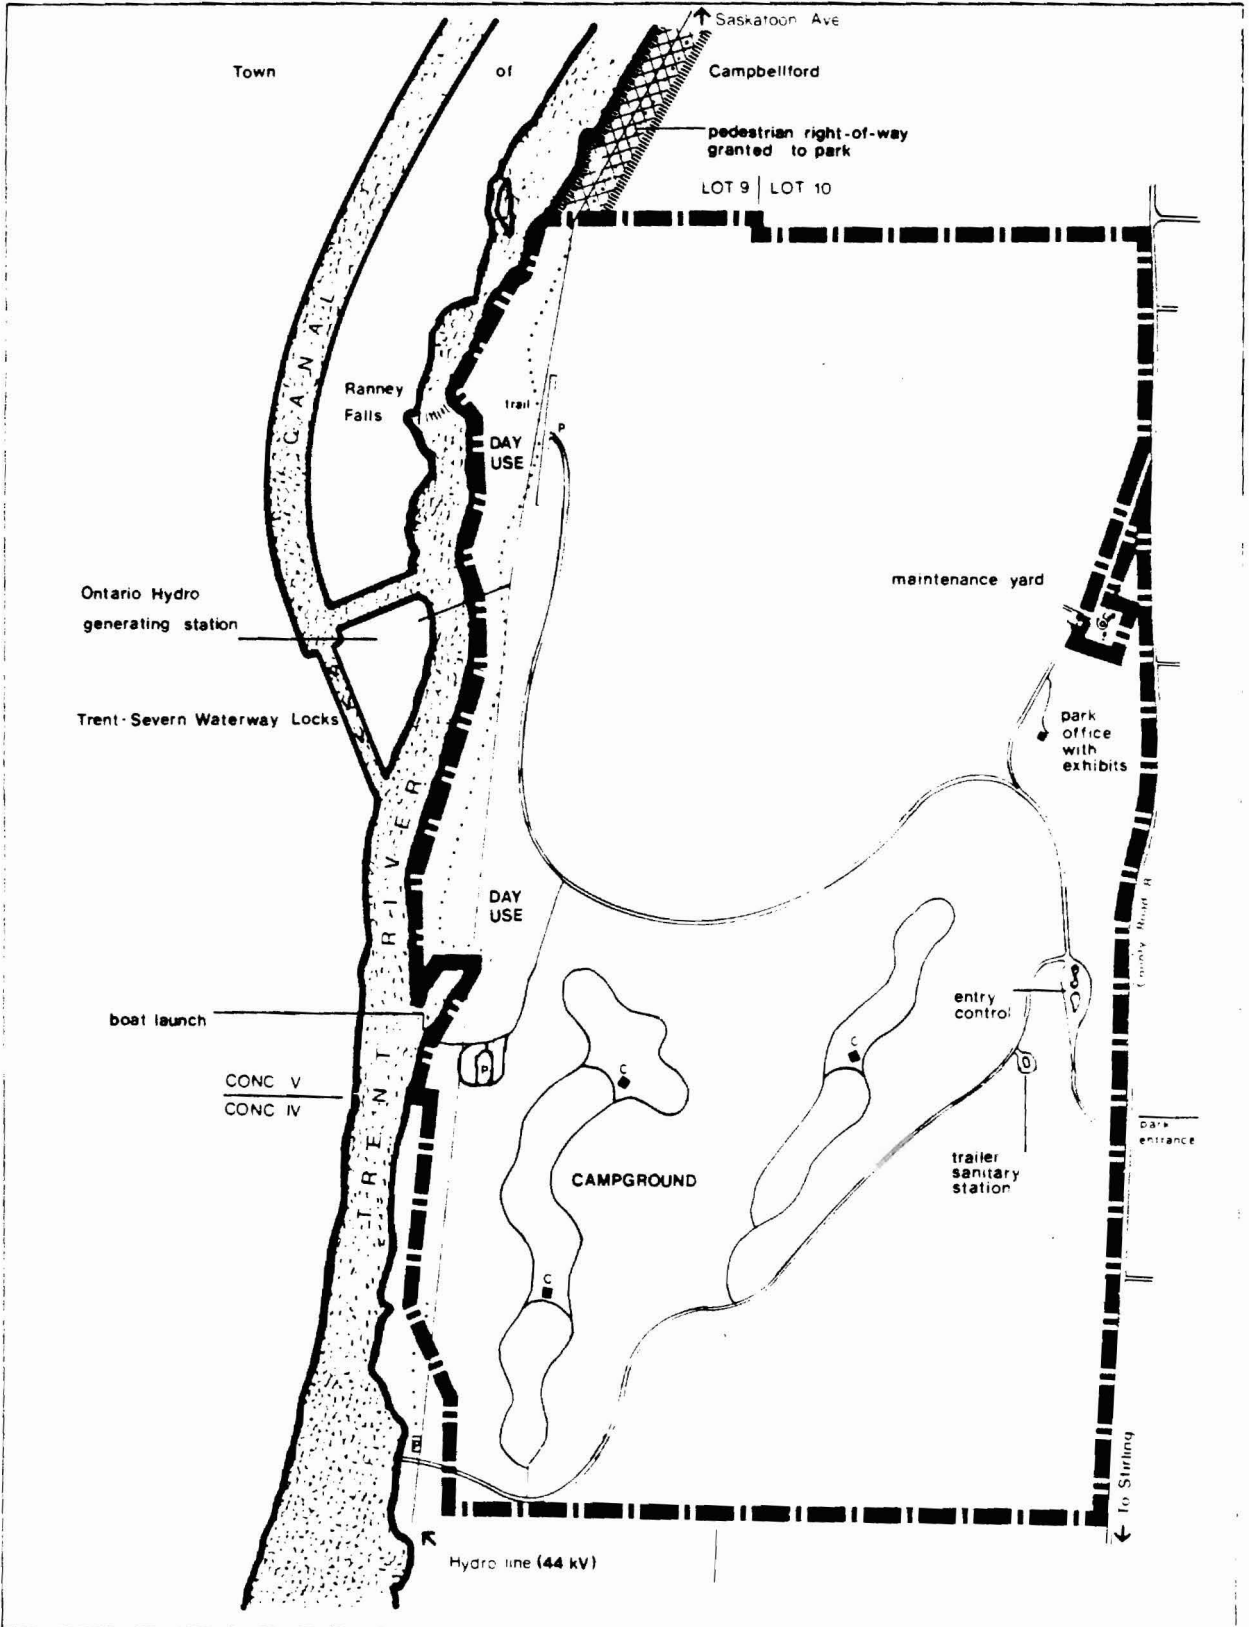 Saskatoon Ave
Town of Campbellford
pedestrian right-of-way
granted to park
LOT 9 | LOT 10
CANAL
Ranney
Falls
trail
P
DAY
USE
Ontario Hydro
generating station
maintenance yard
Trent-Severn Waterway Locks
park
office
with
exhibits
DAY
USE
TRENT RIVER
entry
control
boat launch
C
C
P
CONC V
CONC IV
park
entrance
trailer
sanitary
station
CAMPGROUND
C
P
To Stirling
Hydro line (44 kV)